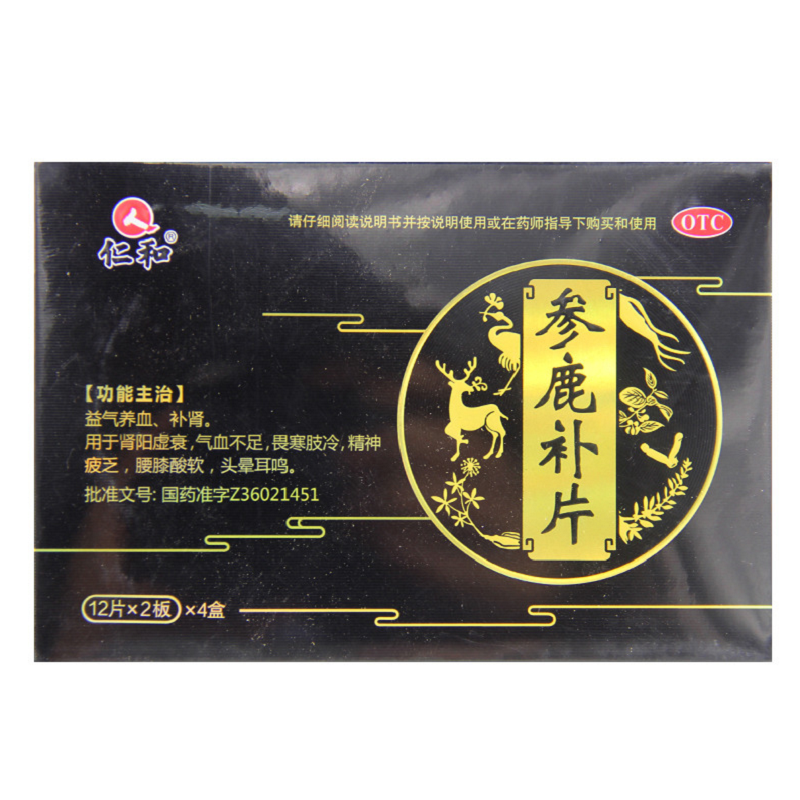 仁和®
请仔细阅读说明书并按说明使用或在药师指导下购买和使用
OTC
参鹿补片
【功能主治】
益气养血、补肾。
用于肾阳虚衰,气血不足,畏寒肢冷,精神
疲乏,腰膝酸软,头晕耳鸣。
批准文号: 国药准字Z36021451
12片×2板 ×4盒